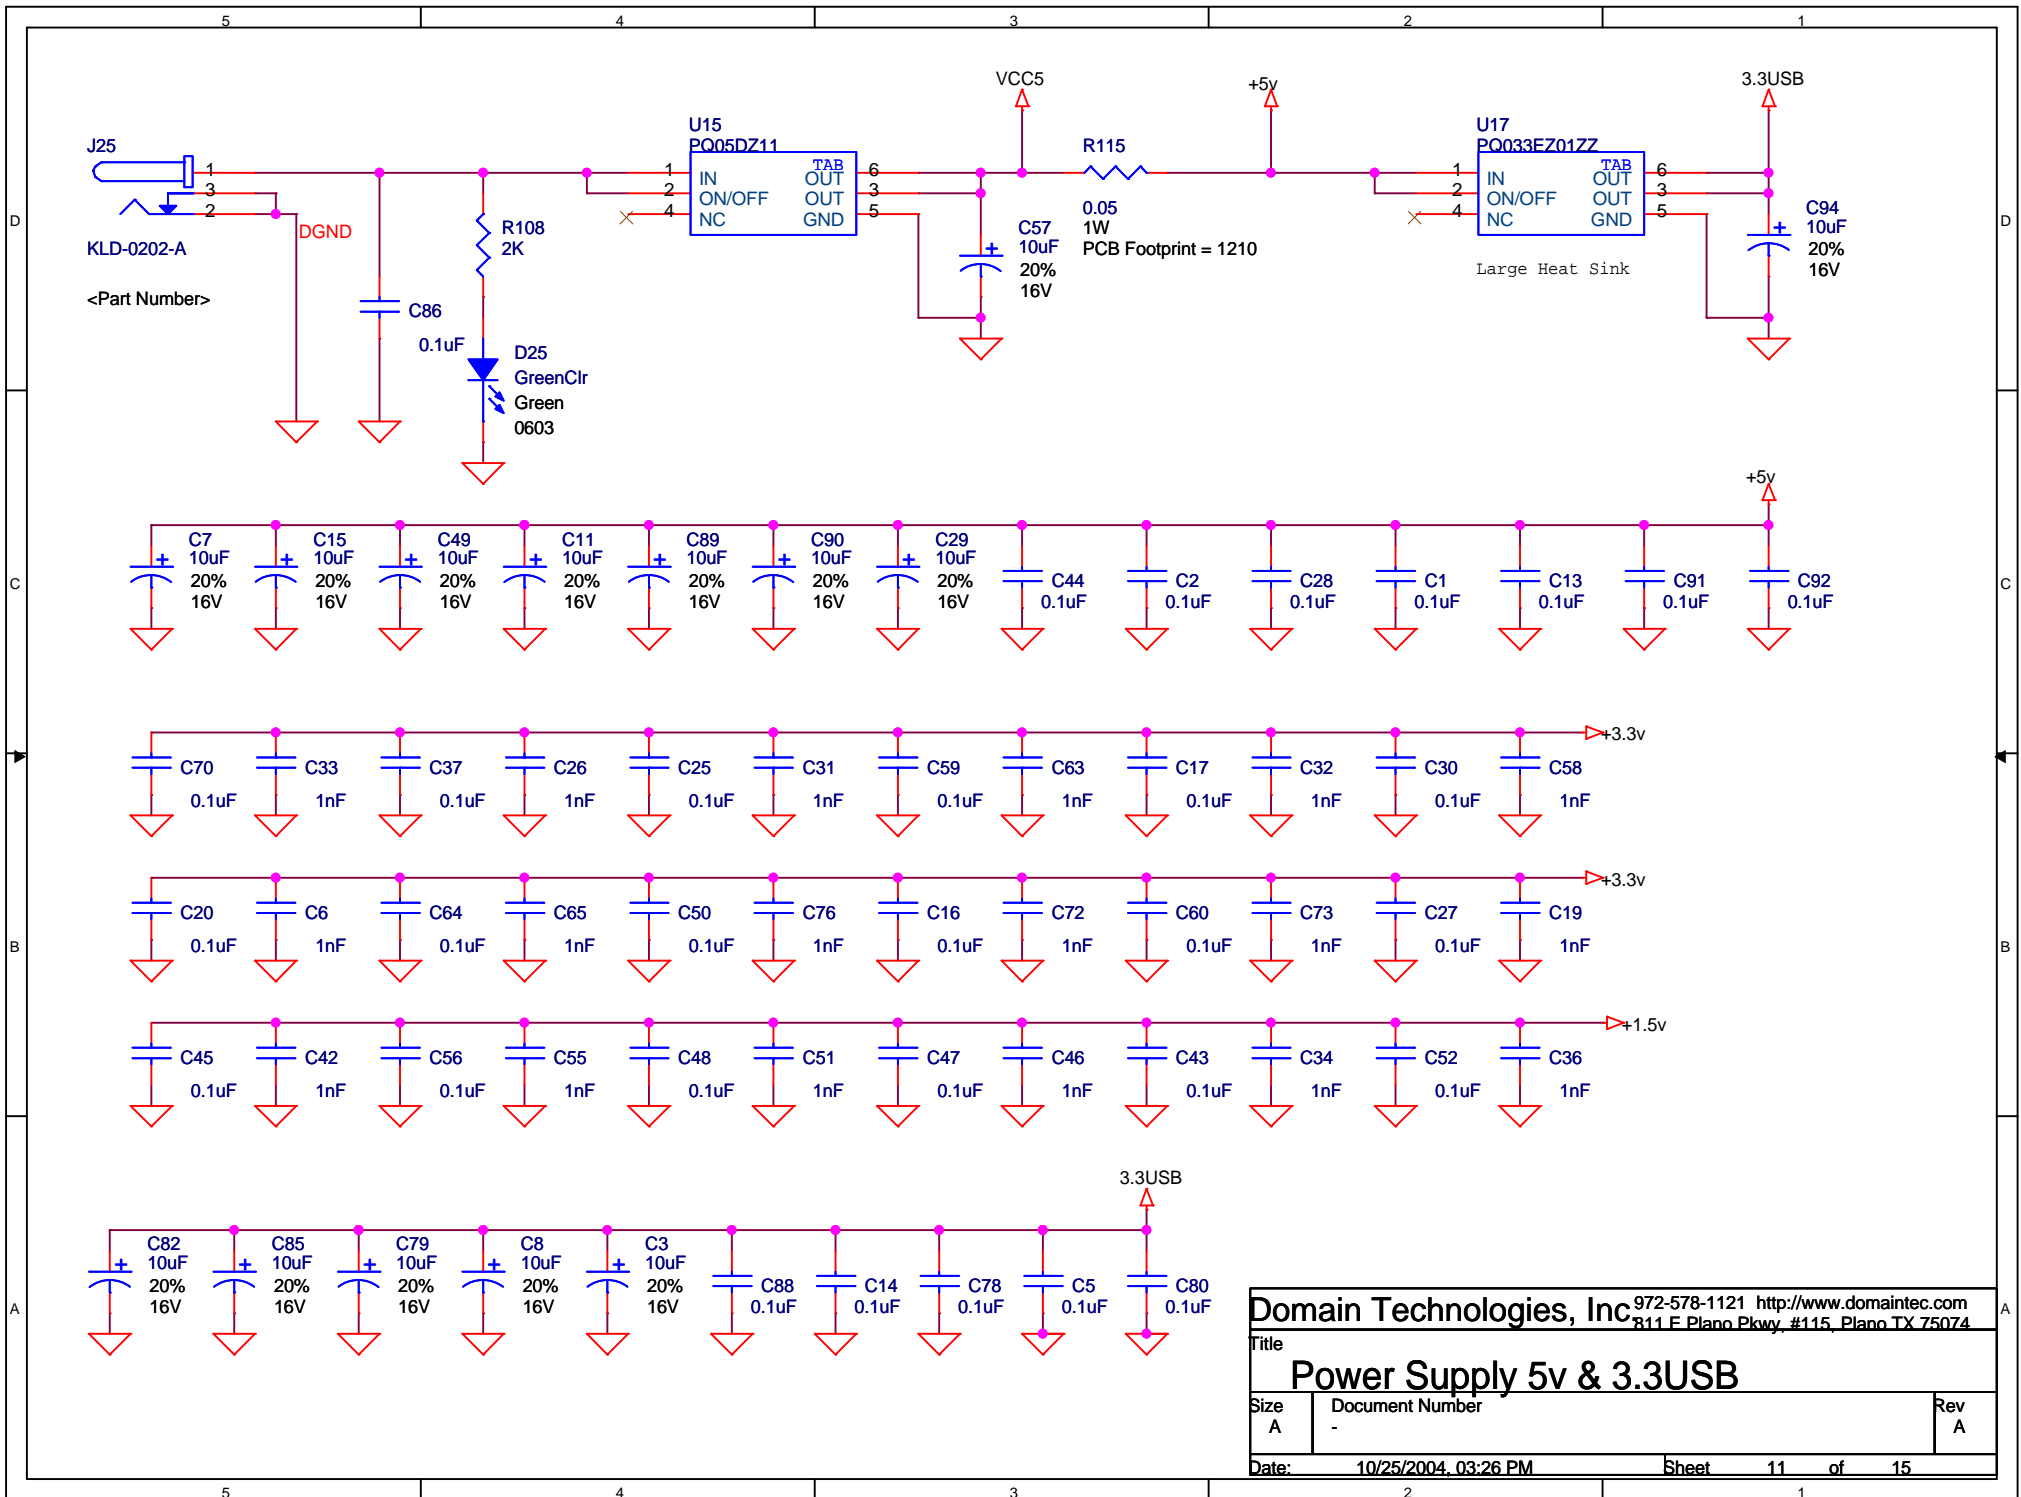 5 4 3 2 1
VCC5
+5v
3.3USB
J25
1
3
2
KLD-0202-A
<Part Number>
DGND
C86
0.1uF
R108
2K
D25
GreenClr
Green
0603
U15
PQ05DZ11
1 IN
2 ON/OFF
4 NC
TAB
OUT 6
OUT 3
GND 5
C57
10uF
20%
16V
R115
0.05
1W
PCB Footprint = 1210
U17
PQ033EZ01ZZ
1 IN
2 ON/OFF
4 NC
TAB
OUT 6
OUT 3
GND 5
Large Heat Sink
C94
10uF
20%
16V
D D
+5v
C7 C15 C49 C11 C89 C90 C29
10uF 10uF 10uF 10uF 10uF 10uF 10uF
20% 20% 20% 20% 20% 20% 20%
16V 16V 16V 16V 16V 16V 16V
C44 C2 C28 C1 C13 C91 C92
0.1uF 0.1uF 0.1uF 0.1uF 0.1uF 0.1uF 0.1uF
C C
+3.3v
C70 C33 C37 C26 C25 C31 C59 C63 C17 C32 C30 C58
0.1uF 1nF 0.1uF 1nF 0.1uF 1nF 0.1uF 1nF 0.1uF 1nF 0.1uF 1nF
+3.3v
C20 C6 C64 C65 C50 C76 C16 C72 C60 C73 C27 C19
0.1uF 1nF 0.1uF 1nF 0.1uF 1nF 0.1uF 1nF 0.1uF 1nF 0.1uF 1nF
B B
+1.5v
C45 C42 C56 C55 C48 C51 C47 C46 C43 C34 C52 C36
0.1uF 1nF 0.1uF 1nF 0.1uF 1nF 0.1uF 1nF 0.1uF 1nF 0.1uF 1nF
3.3USB
C82 C85 C79 C8 C3
10uF 10uF 10uF 10uF 10uF
20% 20% 20% 20% 20%
16V 16V 16V 16V 16V
C88 C14 C78 C5 C80
0.1uF 0.1uF 0.1uF 0.1uF 0.1uF
A A
Domain Technologies, Inc.
972-578-1121 http://www.domaintec.com
811 E Plano Pkwy, #115, Plano TX 75074
Title
Power Supply 5v & 3.3USB
Size
A
Document Number
-
Rev
A
Date: 10/25/2004, 03:26 PM
Sheet 11 of 15
5 4 3 2 1